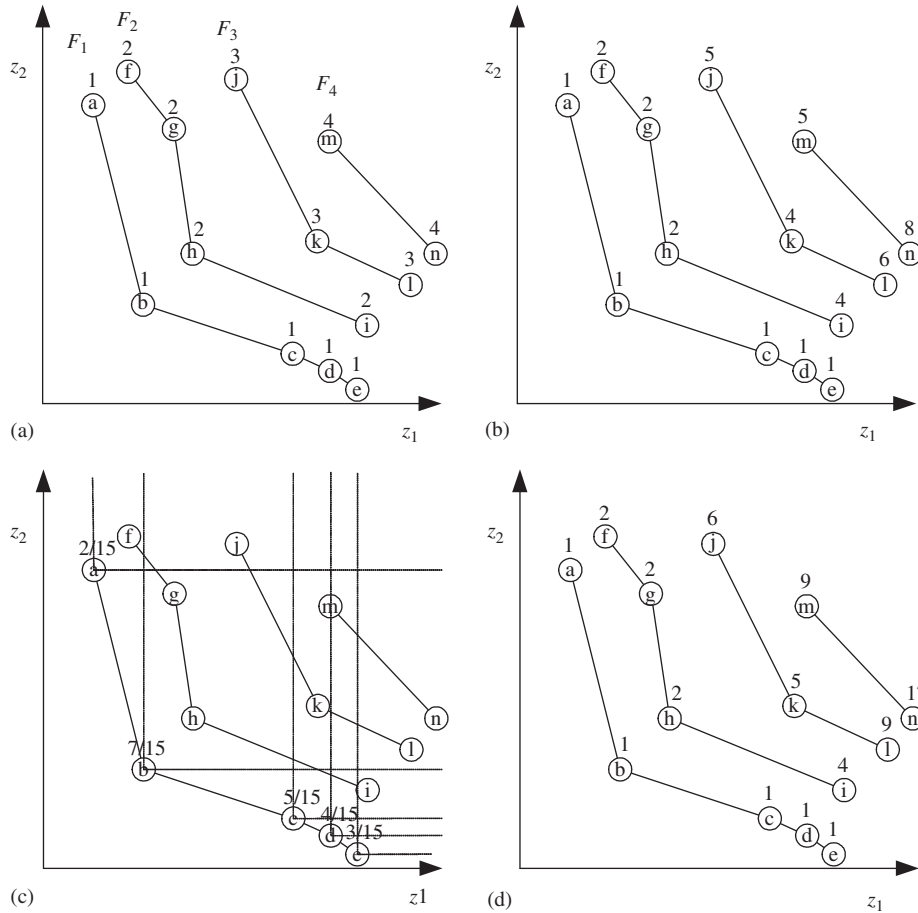 F1 F2 F3 F4
z2
1 2 3 4
a f j m
2 3 4
g k n
2 3
h l
1 2
b i
1 1 1
c d e
(a) z1
z2
1 2 5 5
a f j m
2 4 8
g k n
2 6
h l
1 4
b i
1 1 1
c d e
(b) z1
z2
f j
2/15
a g m
h k n
l
7/15
b i
5/15 4/15 3/15
c d e
(c) z1
z2
1 2 6 9
a f j m
2 5
g k n
2 9
h l
1 4
b i
1 1 1
c d e
(d) z1